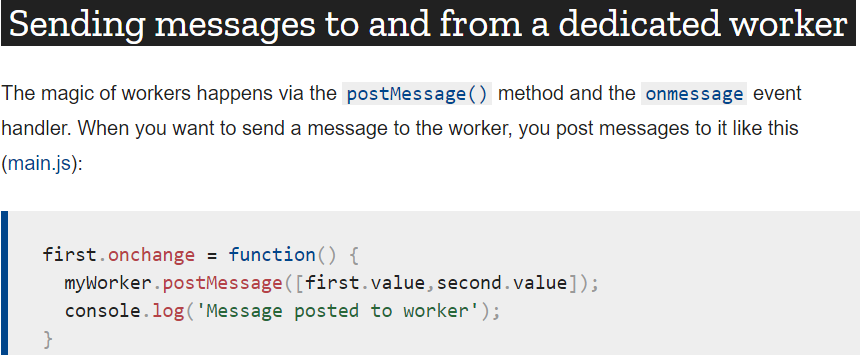 Sending messages to and from a dedicated worker
The magic of workers happens via the postMessage() method and the onmessage event
handler. When you want to send a message to the worker, you post messages to it like this
(main.js):
first.onchange = function() {
  myWorker.postMessage([first.value,second.value]);
  console.log('Message posted to worker');
}